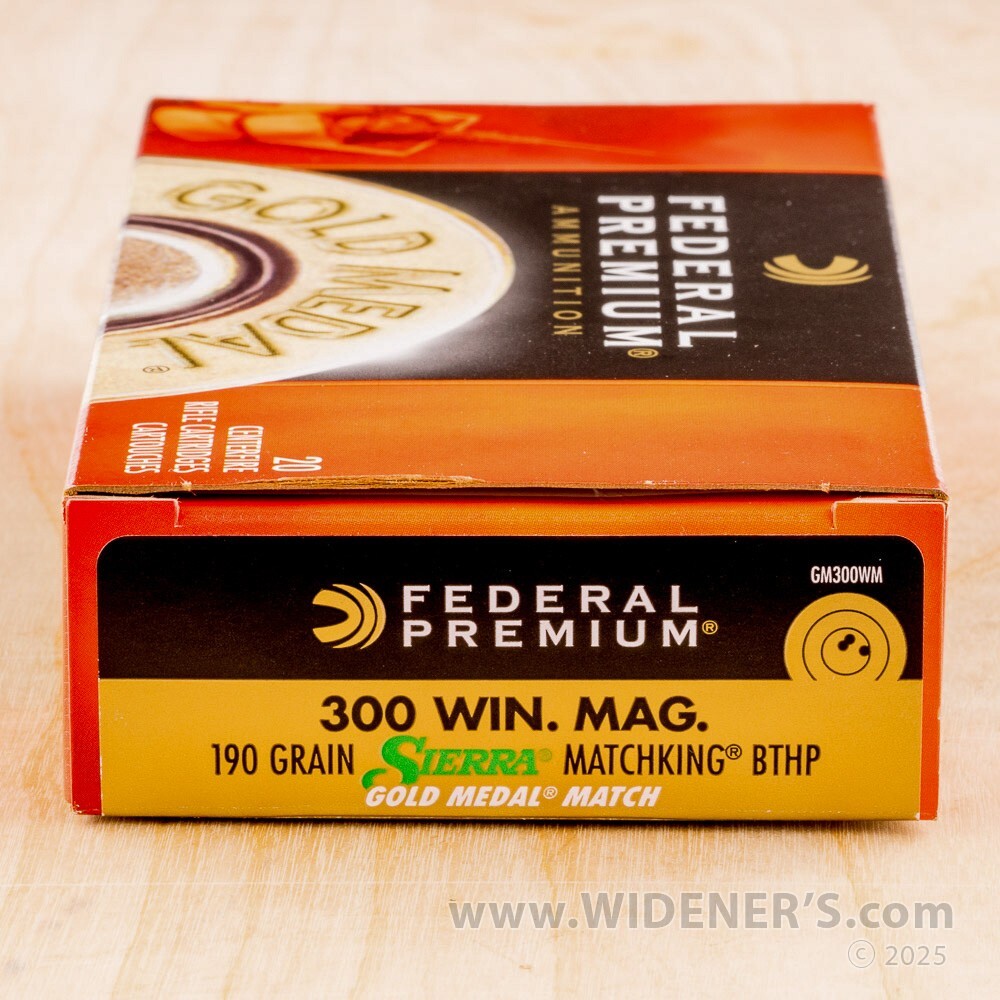 GOLD MEDAL®
FEDERAL
PREMIUM®
AMMUNITION
20
CENTERFIRE
RIFLE CARTRIDGES
CARTOUCHES
GM300WM
FEDERAL
PREMIUM®
300 WIN. MAG.
190 GRAIN SIERRA® MATCHKING® BTHP
GOLD MEDAL® MATCH
www.WIDENER'S.com
© 2025